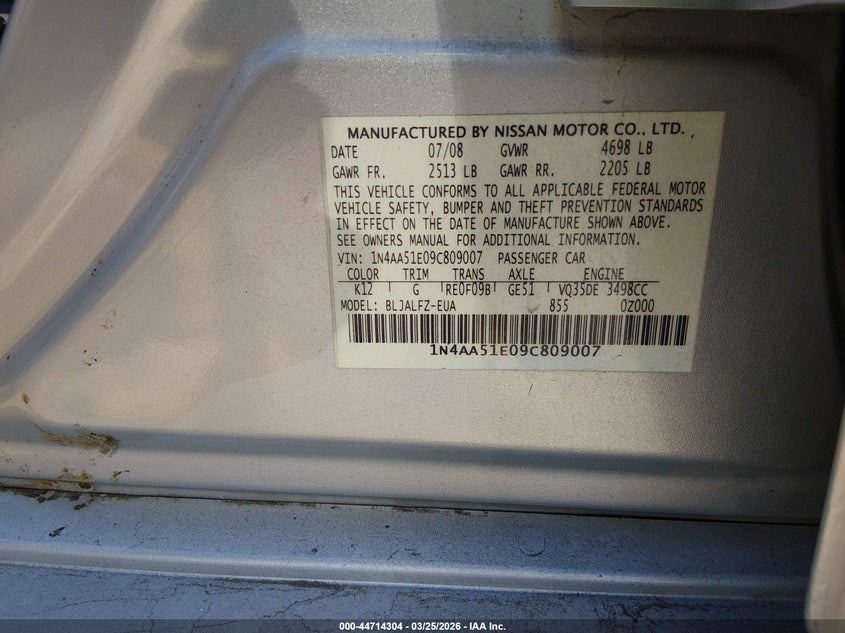 MANUFACTURED BY NISSAN MOTOR CO., LTD.
DATE 07/08 GVWR 4698 LB
GAWR FR. 2513 LB GAWR RR. 2205 LB
THIS VEHICLE CONFORMS TO ALL APPLICABLE FEDERAL MOTOR
VEHICLE SAFETY, BUMPER AND THEFT PREVENTION STANDARDS
IN EFFECT ON THE DATE OF MANUFACTURE SHOWN ABOVE.
SEE OWNERS MANUAL FOR ADDITIONAL INFORMATION.
VIN: 1N4AA51E09C809007 PASSENGER CAR
COLOR TRIM TRANS AXLE ENGINE
K12 G RE0F09B GE51 VQ35DE 3498CC
MODEL: BLJALFZ-EUA 855 0Z000
1N4AA51E09C809007
000-44714304 - 03/25/2026 - IAA Inc.